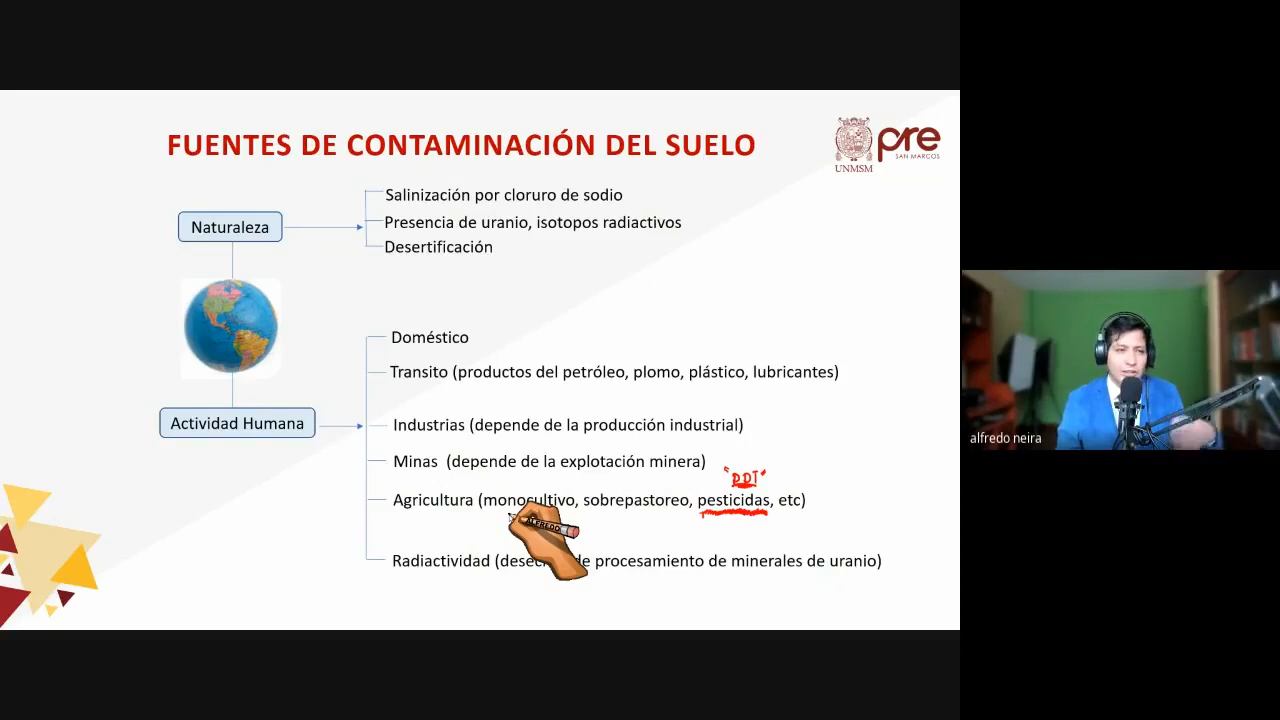 FUENTES DE CONTAMINACIÓN DEL SUELO
UNMSM
pre
SAN MARCOS
Salinización por cloruro de sodio
Naturaleza
Presencia de uranio, isotopos radiactivos
Desertificación
Doméstico
Transito (productos del petróleo, plomo, plástico, lubricantes)
Actividad Humana
Industrias (depende de la producción industrial)
Minas (depende de la explotación minera)
"DDT"
Agricultura (monocultivo, sobrepastoreo, pesticidas, etc)
ALFREDO
Radiactividad (de procesamiento de minerales de uranio)
alfredo neira